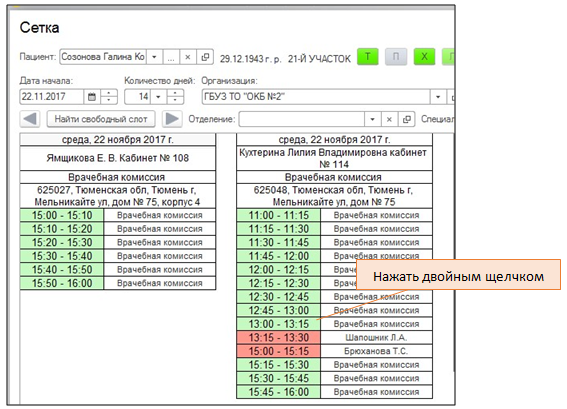 Сетка
Пациент: Созонова Галина Ко ... x 29.12.1943 г. р. 21-Й УЧАСТОК Т П Х
Дата начала: Количество дней: Организация:
22.11.2017 14 ГБУЗ ТО "ОКБ №2"
Найти свободный слот Отделение: x
среда, 22 ноября 2017 г.
Ямщикова Е. В. Кабинет № 108
Врачебная комиссия
625027, Тюменская обл, Тюмень г,
Мельникайте ул, дом № 75, корпус 4
15:00 - 15:10 Врачебная комиссия
15:10 - 15:20 Врачебная комиссия
15:20 - 15:30 Врачебная комиссия
15:30 - 15:40 Врачебная комиссия
15:40 - 15:50 Врачебная комиссия
15:50 - 16:00 Врачебная комиссия
среда, 22 ноября 2017 г.
Кухтерина Лилия Владимировна кабинет
№ 114
Врачебная комиссия
625048, Тюменская обл, Тюмень г,
Мельникайте ул, дом № 75
11:00 - 11:15 Врачебная комиссия
11:15 - 11:30 Врачебная комиссия
11:30 - 11:45 Врачебная комиссия
11:45 - 12:00 Врачебная комиссия
12:00 - 12:15 Врачебная комиссия
12:15 - 12:30 Врачебная комиссия
12:30 - 12:45 Врачебная комиссия
12:45 - 13:00 Врачебная комиссия
13:00 - 13:15 Врачебная комиссия
13:15 - 13:30 Шапошник Л.А.
15:00 - 15:15 Брюханова Т.С.
15:15 - 15:30 Врачебная комиссия
15:30 - 15:45 Врачебная комиссия
15:45 - 16:00 Врачебная комиссия
Нажать двойным щелчком